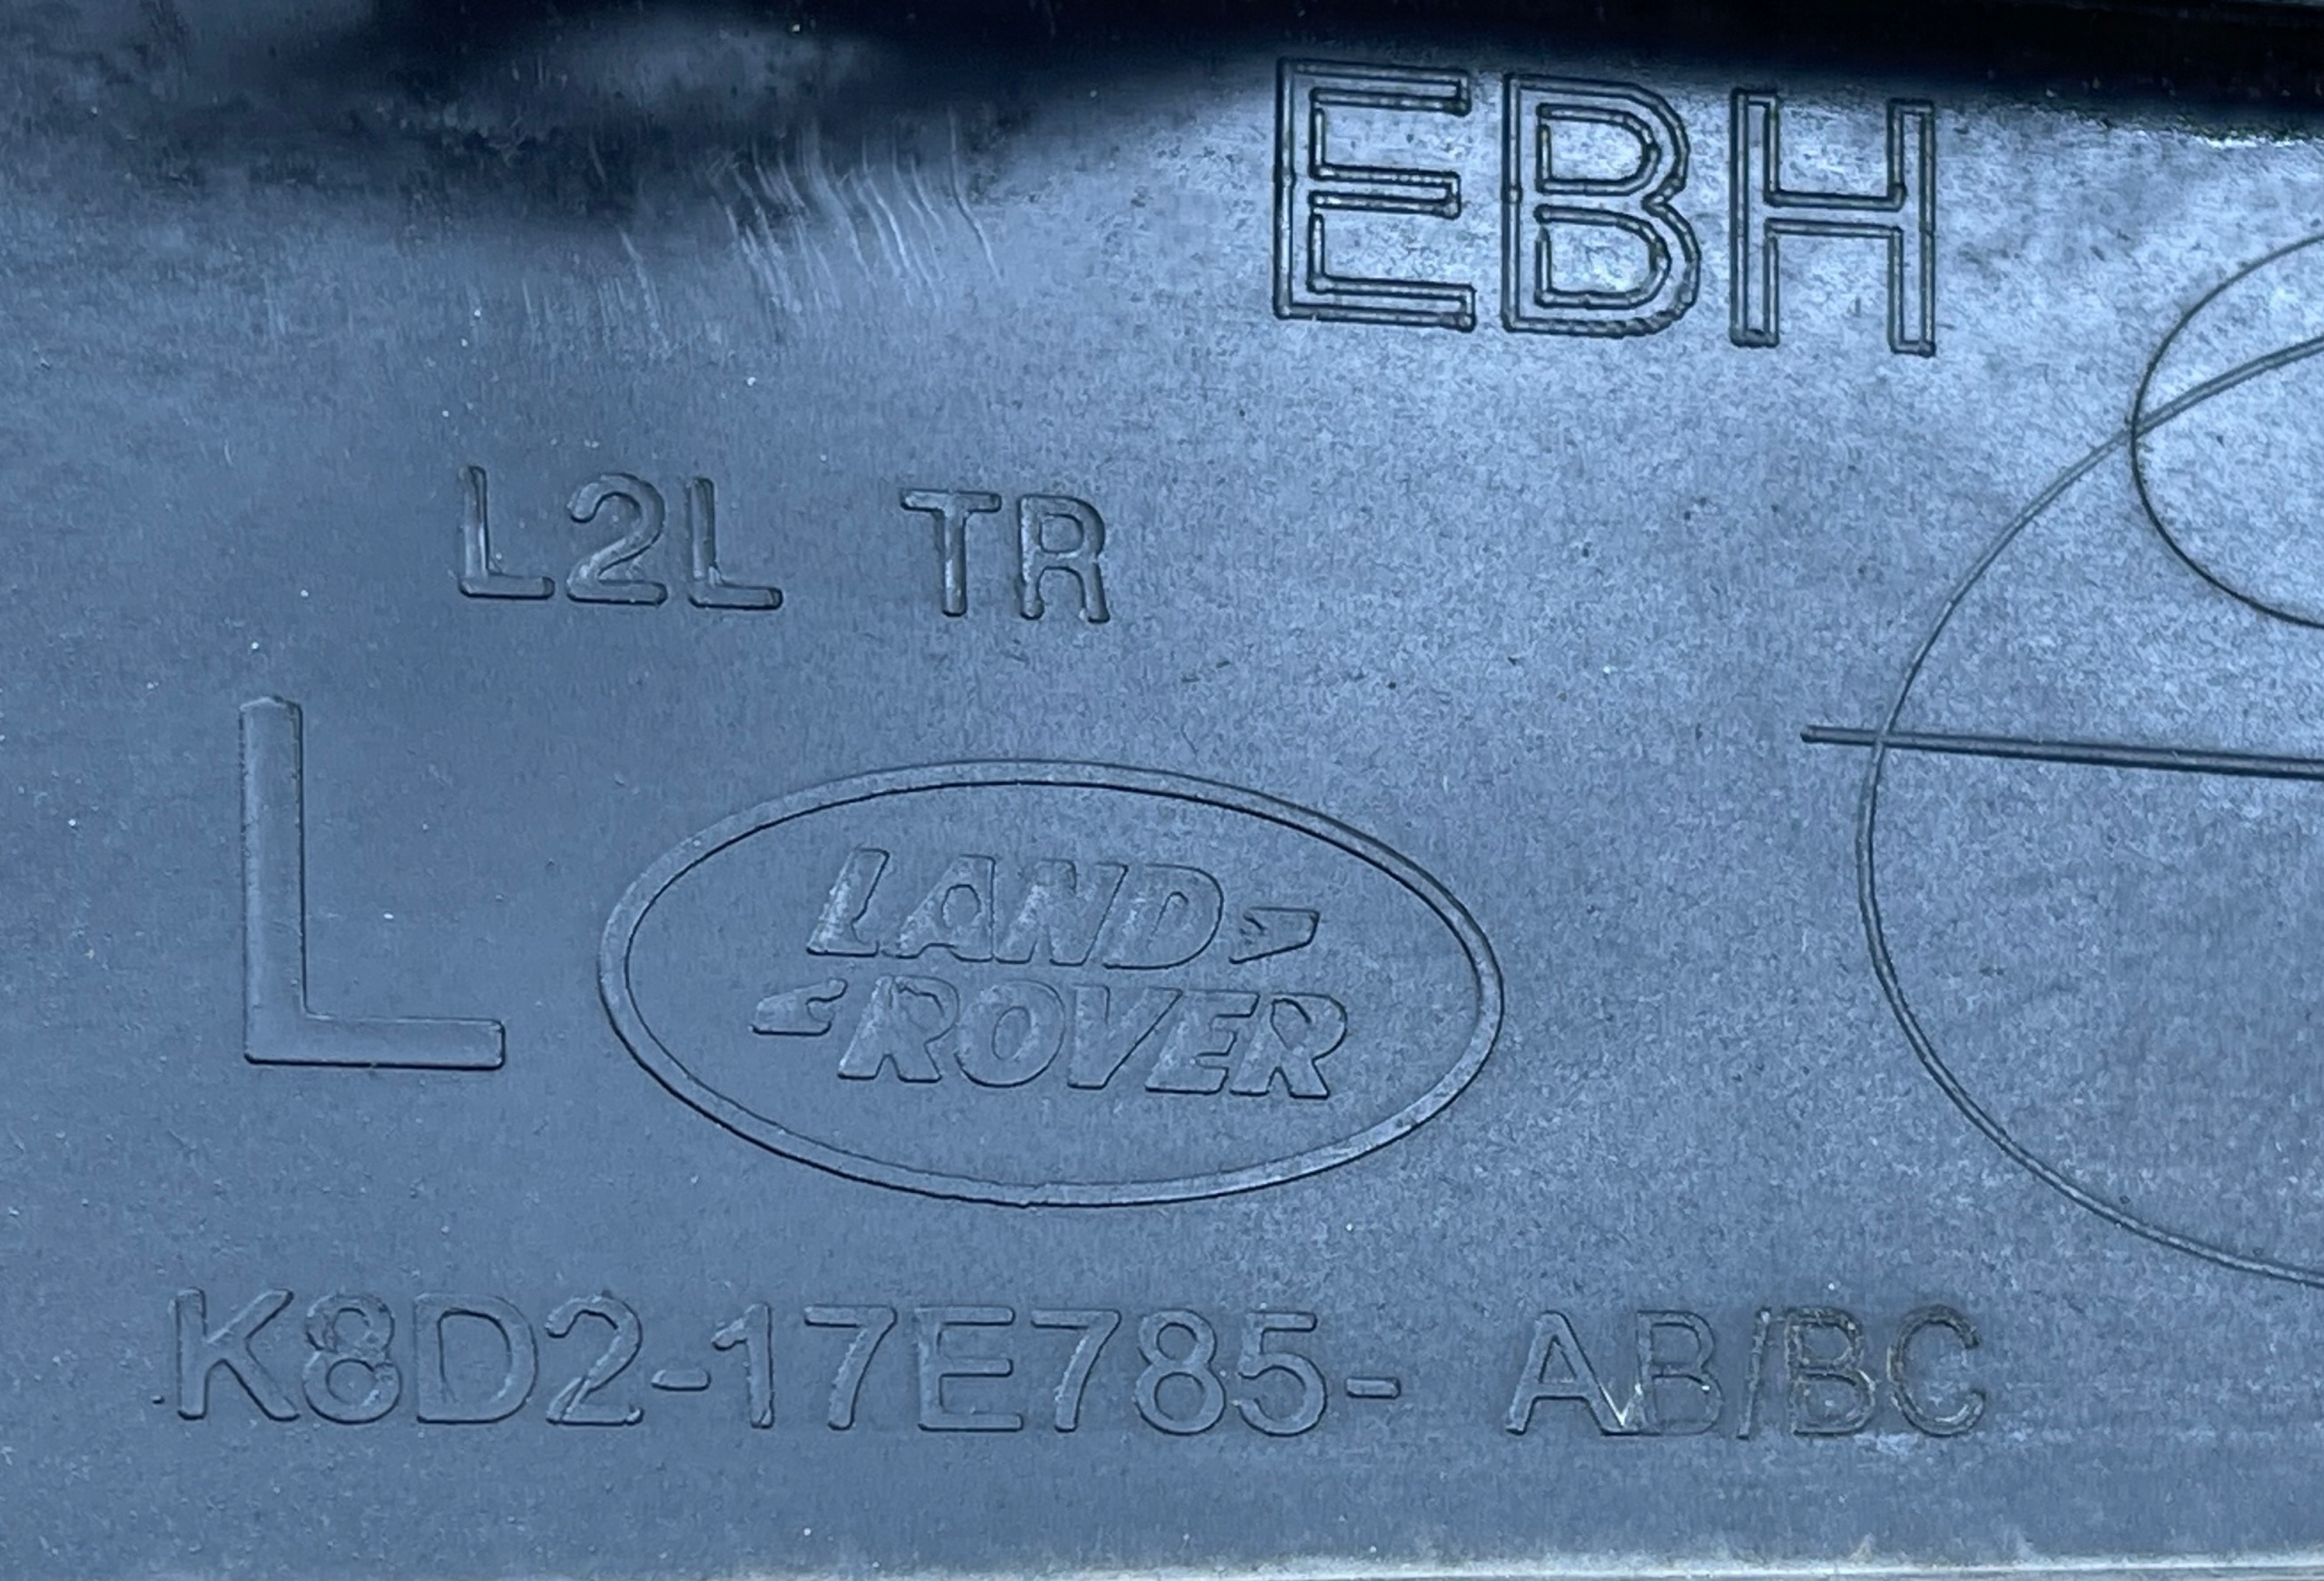 EBH
L2L TR
L
LAND
ROVER
K8D2-17E785- AB/BC